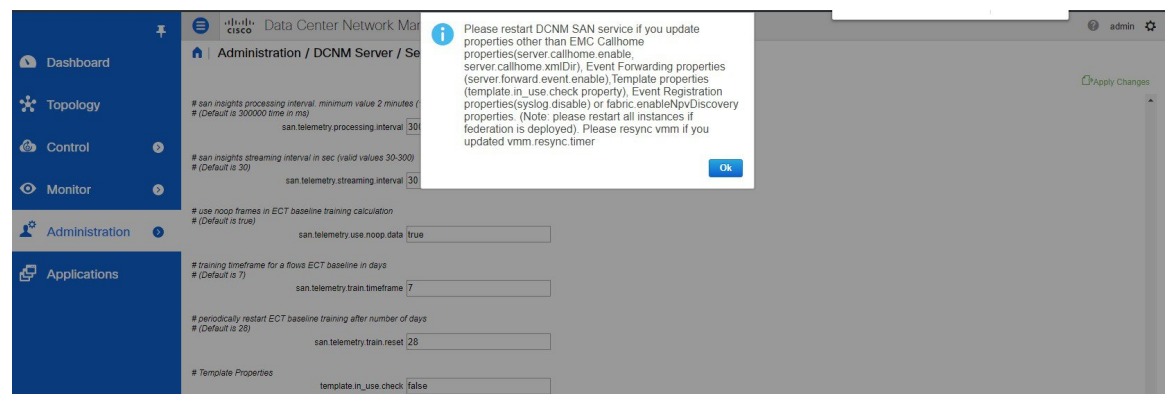 cisco Data Center Network Mar
admin
Administration / DCNM Server / Se
Apply Changes
Dashboard
Topology
Control
Monitor
Administration
Applications
Please restart DCNM SAN service if you update
properties other than EMC Callhome
properties(server.callhome.enable,
server.callhome.xmlDir), Event Forwarding properties
(server.forward.event.enable),Template properties
(template.in_use.check property), Event Registration
properties(syslog.disable) or fabric.enableNpvDiscovery
properties. (Note: please restart all instances if
federation is deployed). Please resync vmm if you
updated vmm.resync.timer
Ok
# san insights processing interval. minimum value 2 minutes (
# (Default is 300000 time in ms)
san.telemetry.processing.interval 300
# san insights streaming interval in sec (valid values 30-300)
# (Default is 30)
san.telemetry.streaming.interval 30
# use noop frames in ECT baseline training calculation
# (Default is true)
san.telemetry.use.noop.data true
# training timeframe for a flows ECT baseline in days
# (Default is 7)
san.telemetry.train.timeframe 7
# periodically restart ECT baseline training after number of days
# (Default is 28)
san.telemetry.train.reset 28
# Template Properties
template.in_use.check false